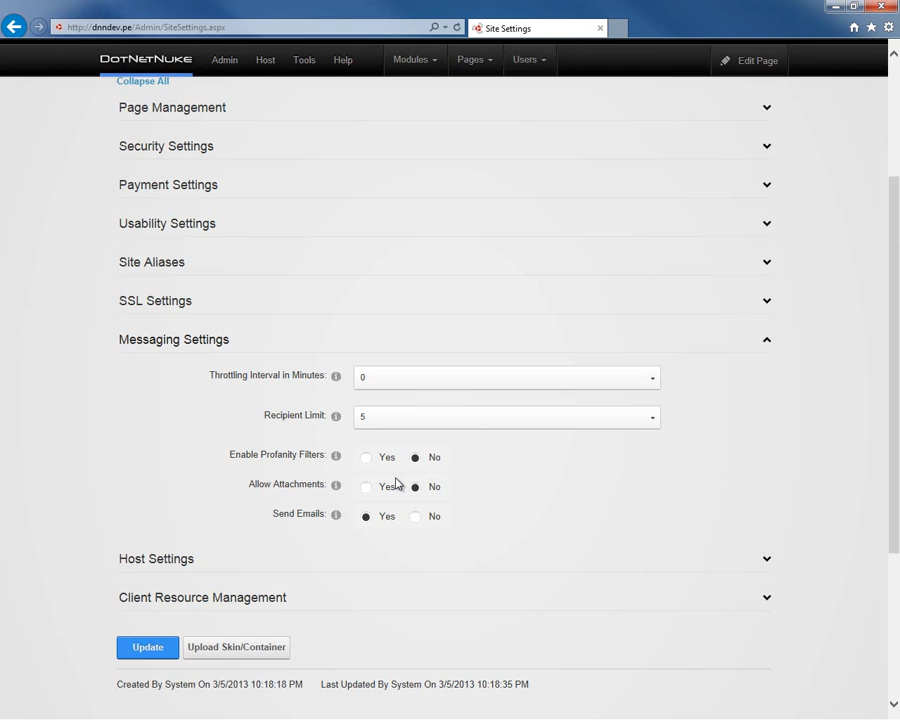 http://dnndev.pe/Admin/SiteSettings.aspx
Site Settings
DOTNETNUKE Admin Host Tools Help Modules Pages Users Edit Page
Collapse All
Page Management
Security Settings
Payment Settings
Usability Settings
Site Aliases
SSL Settings
Messaging Settings
Throttling Interval in Minutes: 0
Recipient Limit: 5
Enable Profanity Filters: Yes No
Allow Attachments: Yes No
Send Emails: Yes No
Host Settings
Client Resource Management
Update Upload Skin/Container
Created By System On 3/5/2013 10:18:18 PM Last Updated By System On 3/5/2013 10:18:35 PM